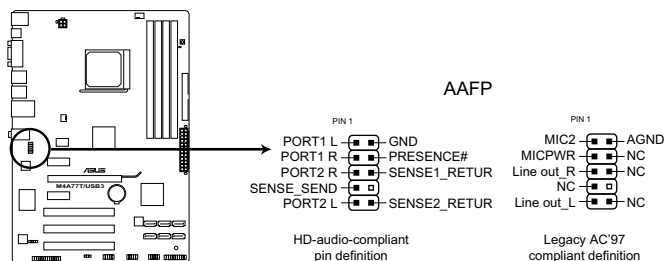 AAFP
PIN 1
PORT1 L GND
PORT1 R PRESENCE#
PORT2 R SENSE1_RETUR
SENSE_SEND
PORT2 L SENSE2_RETUR
HD-audio-compliant
pin definition
PIN 1
MIC2 AGND
MICPWR NC
Line out_R NC
NC
Line out_L NC
Legacy AC'97
compliant definition
ASUS
M4A77T/USB3